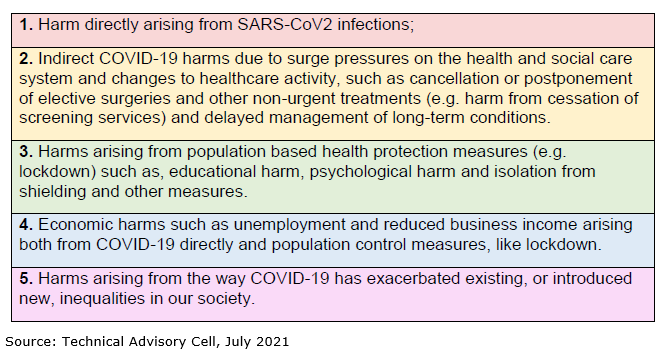 1. Harm directly arising from SARS-CoV2 infections;
2. Indirect COVID-19 harms due to surge pressures on the health and social care
system and changes to healthcare activity, such as cancellation or postponement
of elective surgeries and other non-urgent treatments (e.g. harm from cessation of
screening services) and delayed management of long-term conditions.
3. Harms arising from population based health protection measures (e.g.
lockdown) such as, educational harm, psychological harm and isolation from
shielding and other measures.
4. Economic harms such as unemployment and reduced business income arising
both from COVID-19 directly and population control measures, like lockdown.
5. Harms arising from the way COVID-19 has exacerbated existing, or introduced
new, inequalities in our society.
Source: Technical Advisory Cell, July 2021